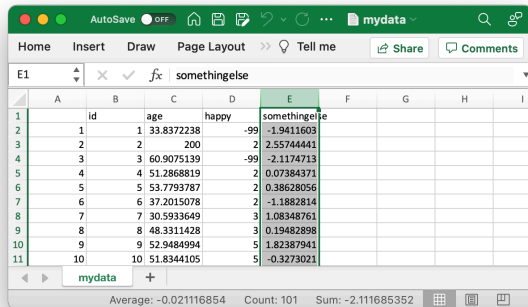 AutoSave OFF mydata
Home Insert Draw Page Layout Tell me Share Comments
E1 fx somethingelse
A B C D E F G H I
1 id age happy somethingelse
2 1 1 33.8372238 -99 -1.9411603
3 2 2 200 2 2.55744441
4 3 3 60.9075139 -99 -2.1174713
5 4 4 51.2868819 2 0.07384371
6 5 5 53.7793787 2 0.38628056
7 6 6 37.2015078 2 -1.1882814
8 7 7 30.5933649 3 1.08348761
9 8 8 48.3311428 3 0.19482898
10 9 9 52.9484994 5 1.82387941
11 10 10 51.8344105 5 -0.3273021
mydata +
Average: -0.021116854 Count: 101 Sum: -2.111685352